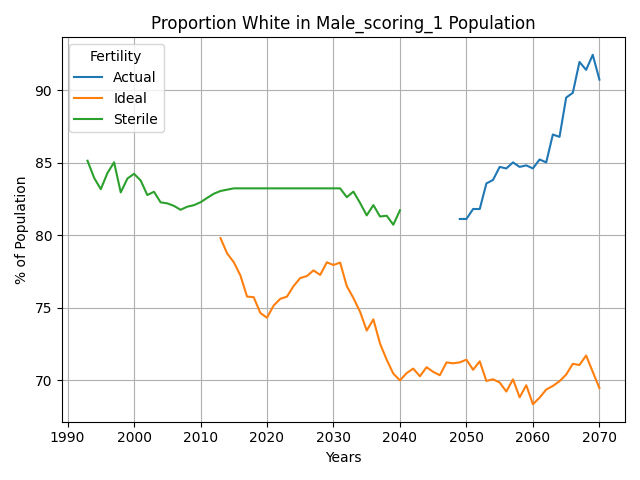 Proportion White in Male_scoring_1 Population
Fertility
Actual
Ideal
Sterile
% of Population
90
85
80
75
70
1990 2000 2010 2020 2030 2040 2050 2060 2070
Years